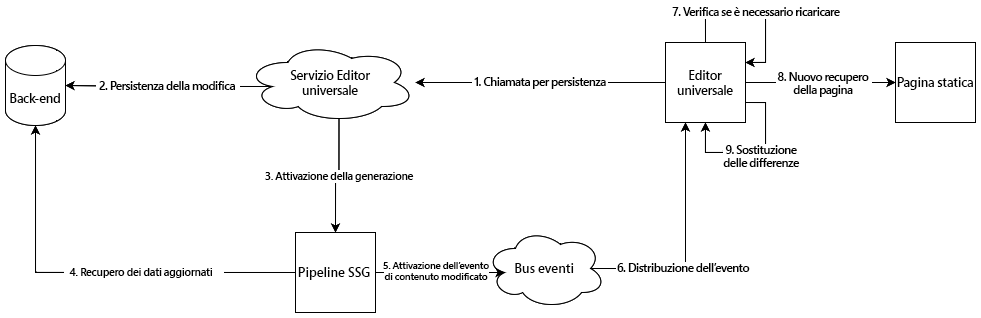 7. Verifica se è necessario ricaricare
Back-end
2. Persistenza della modifica
Servizio Editor
universale
1. Chiamata per persistenza
Editor
universale
8. Nuovo recupero
della pagina
Pagina statica
9. Sostituzione
delle differenze
3. Attivazione della generazione
4. Recupero dei dati aggiornati
Pipeline SSG
5. Attivazione dell'evento
di contenuto modificato
Bus eventi
6. Distribuzione dell'evento